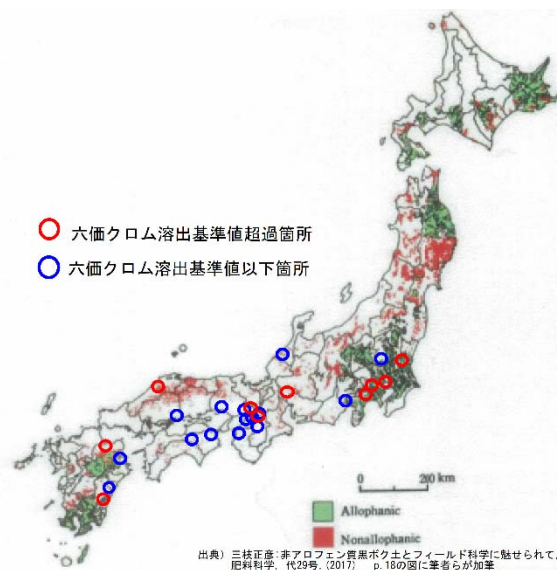 六価クロム溶出基準値超過箇所
六価クロム溶出基準値以下箇所
0 200 km
Allophanic
Nonallophanic
出典）三枝正彦:非アロフェン質黒ボク土とフィールド科学に魅せられて,
肥料科学, 代29号,(2017) p.18の図に筆者らが加筆